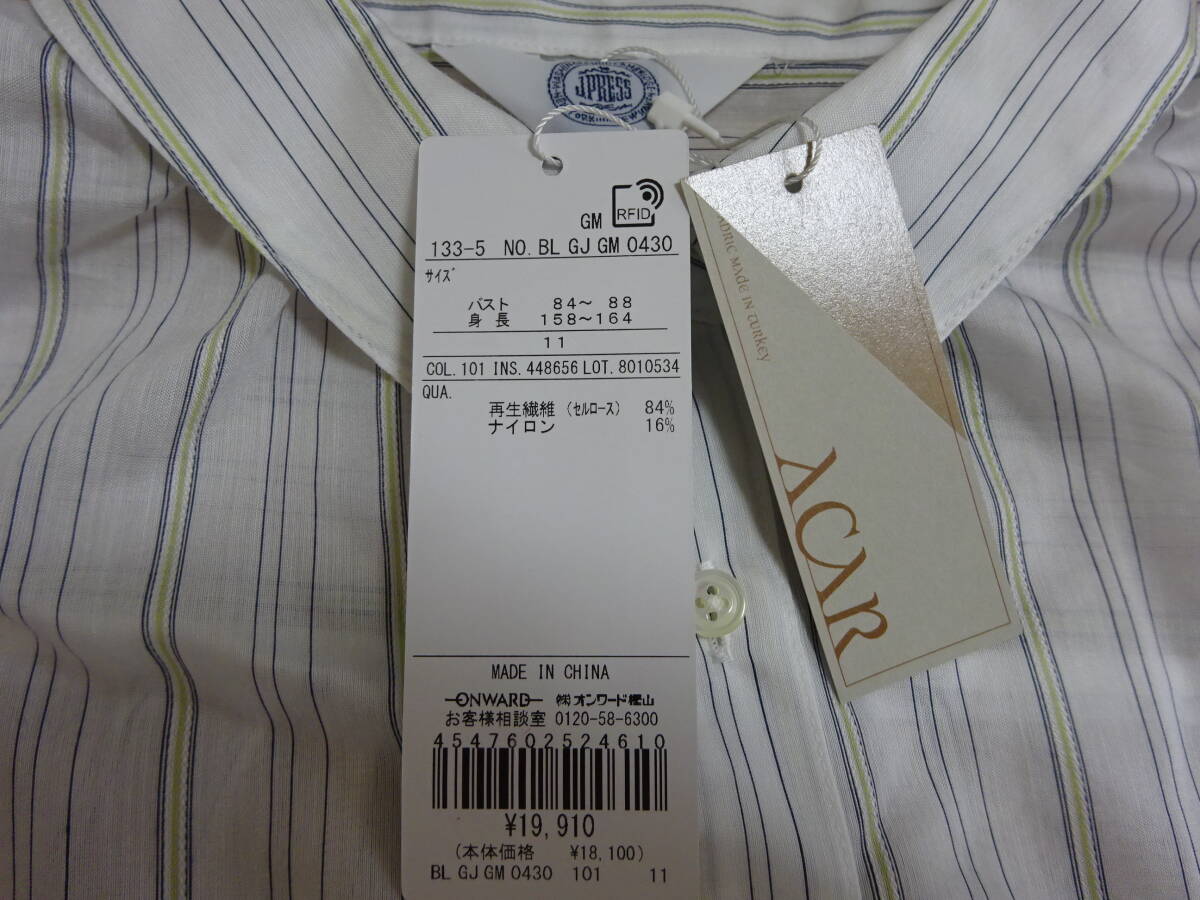 J.PRESS
GM RFID
133-5 NO. BL GJ GM 0430
サイズ
バスト 84～ 88
身長 158～164
11
COL. 101 INS. 448656 LOT. 8010534
QUA.
再生繊維 (セルロース) 84%
ナイロン 16%
MADE IN CHINA
ONWARD ㈱オンワード樫山
お客様相談室 0120-58-6300
4547602524610
¥19,910
(本体価格 ¥18,100)
BL GJ GM 0430 101 11
MADE IN TURKEY
ACAR